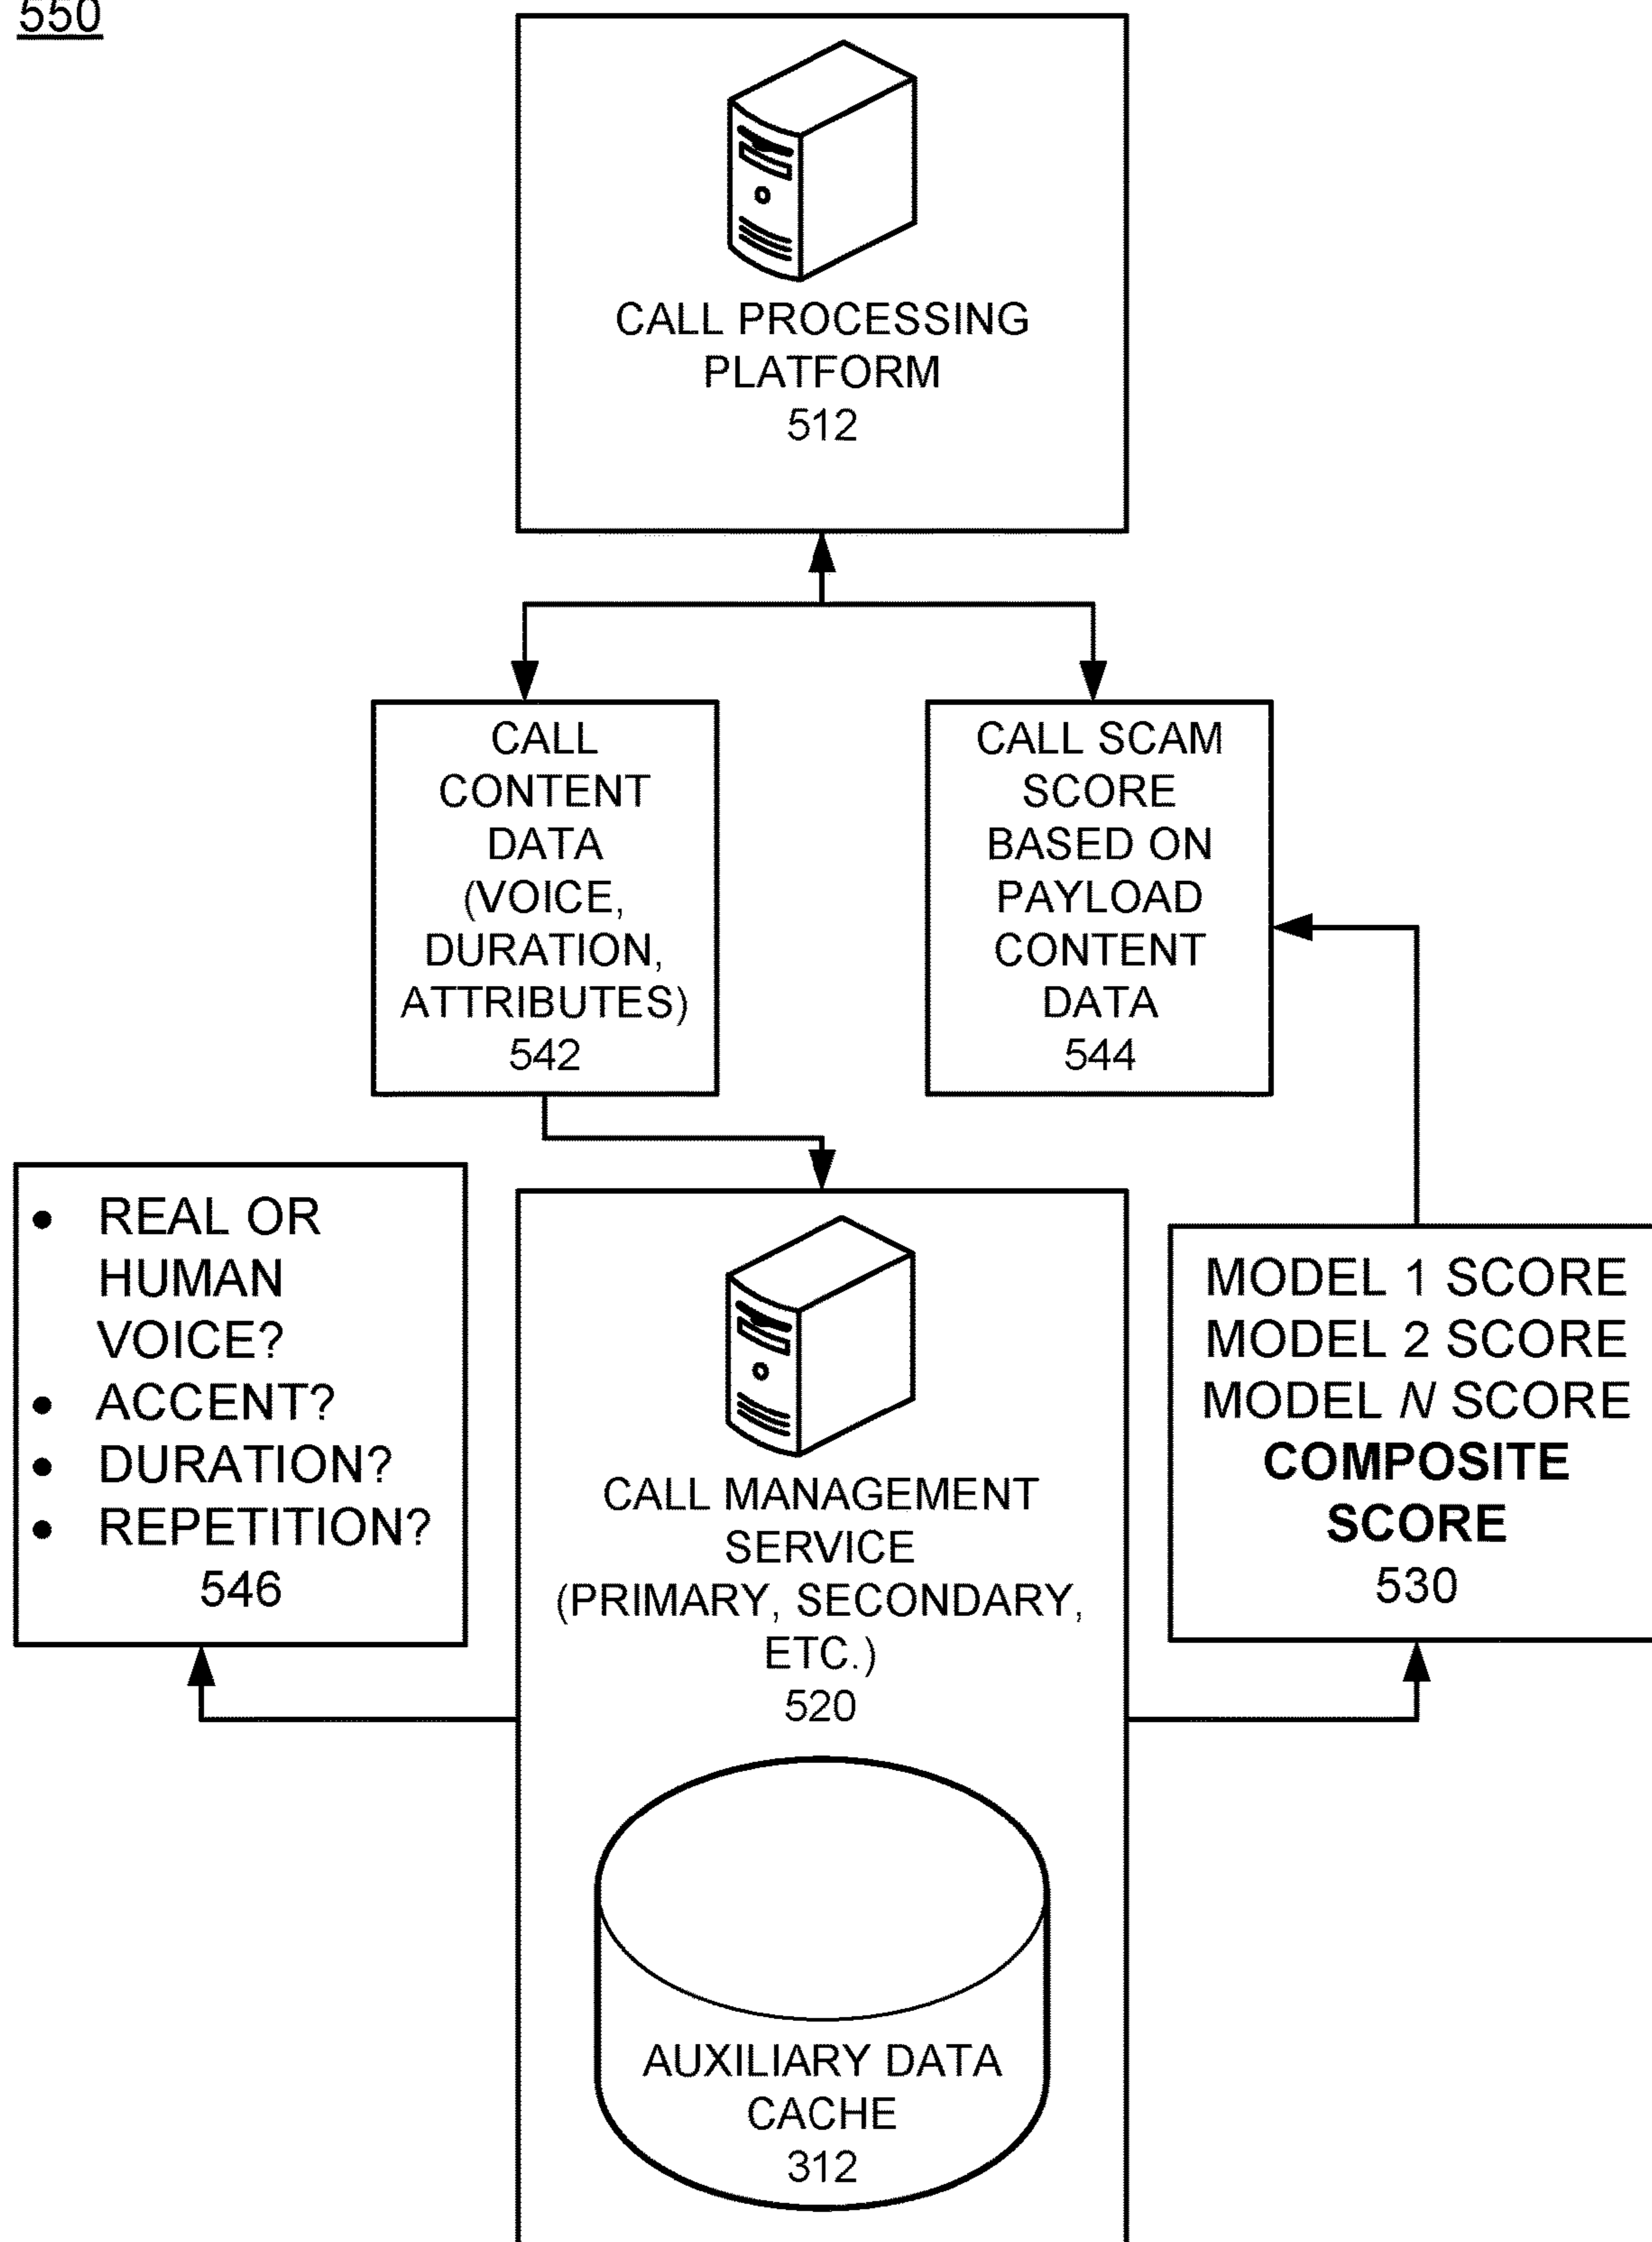 550
CALL PROCESSING
PLATFORM
512
CALL
CONTENT
DATA
(VOICE,
DURATION,
ATTRIBUTES)
542
CALL SCAM
SCORE
BASED ON
PAYLOAD
CONTENT
DATA
544
• REAL OR
HUMAN
VOICE?
• ACCENT?
• DURATION?
• REPETITION?
546
CALL MANAGEMENT
SERVICE
(PRIMARY, SECONDARY,
ETC.)
520
MODEL 1 SCORE
MODEL 2 SCORE
MODEL N SCORE
COMPOSITE
SCORE
530
AUXILIARY DATA
CACHE
312